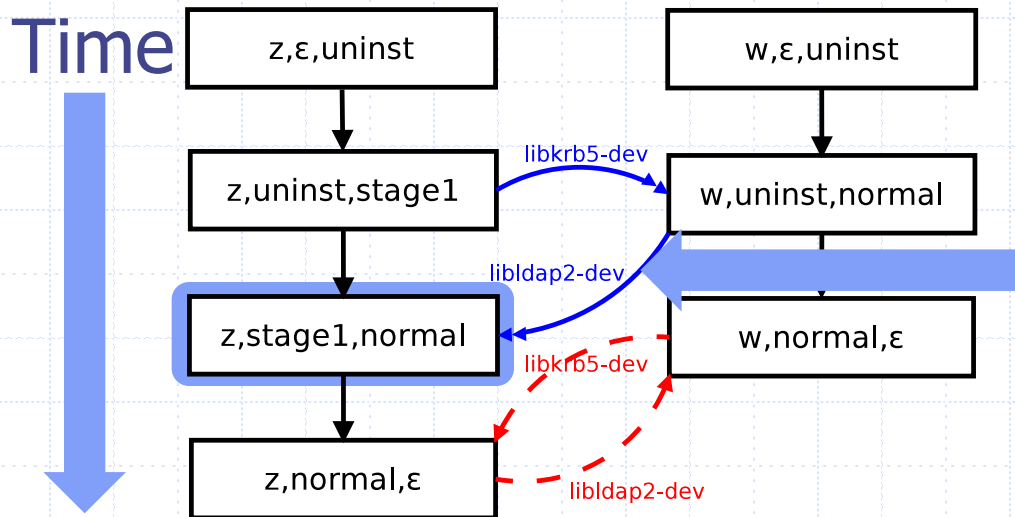 Time
z,ε,uninst
w,ε,uninst
libkrb5-dev
z,uninst,stage1
w,uninst,normal
libldap2-dev
z,stage1,normal
w,normal,ε
libkrb5-dev
z,normal,ε
libldap2-dev